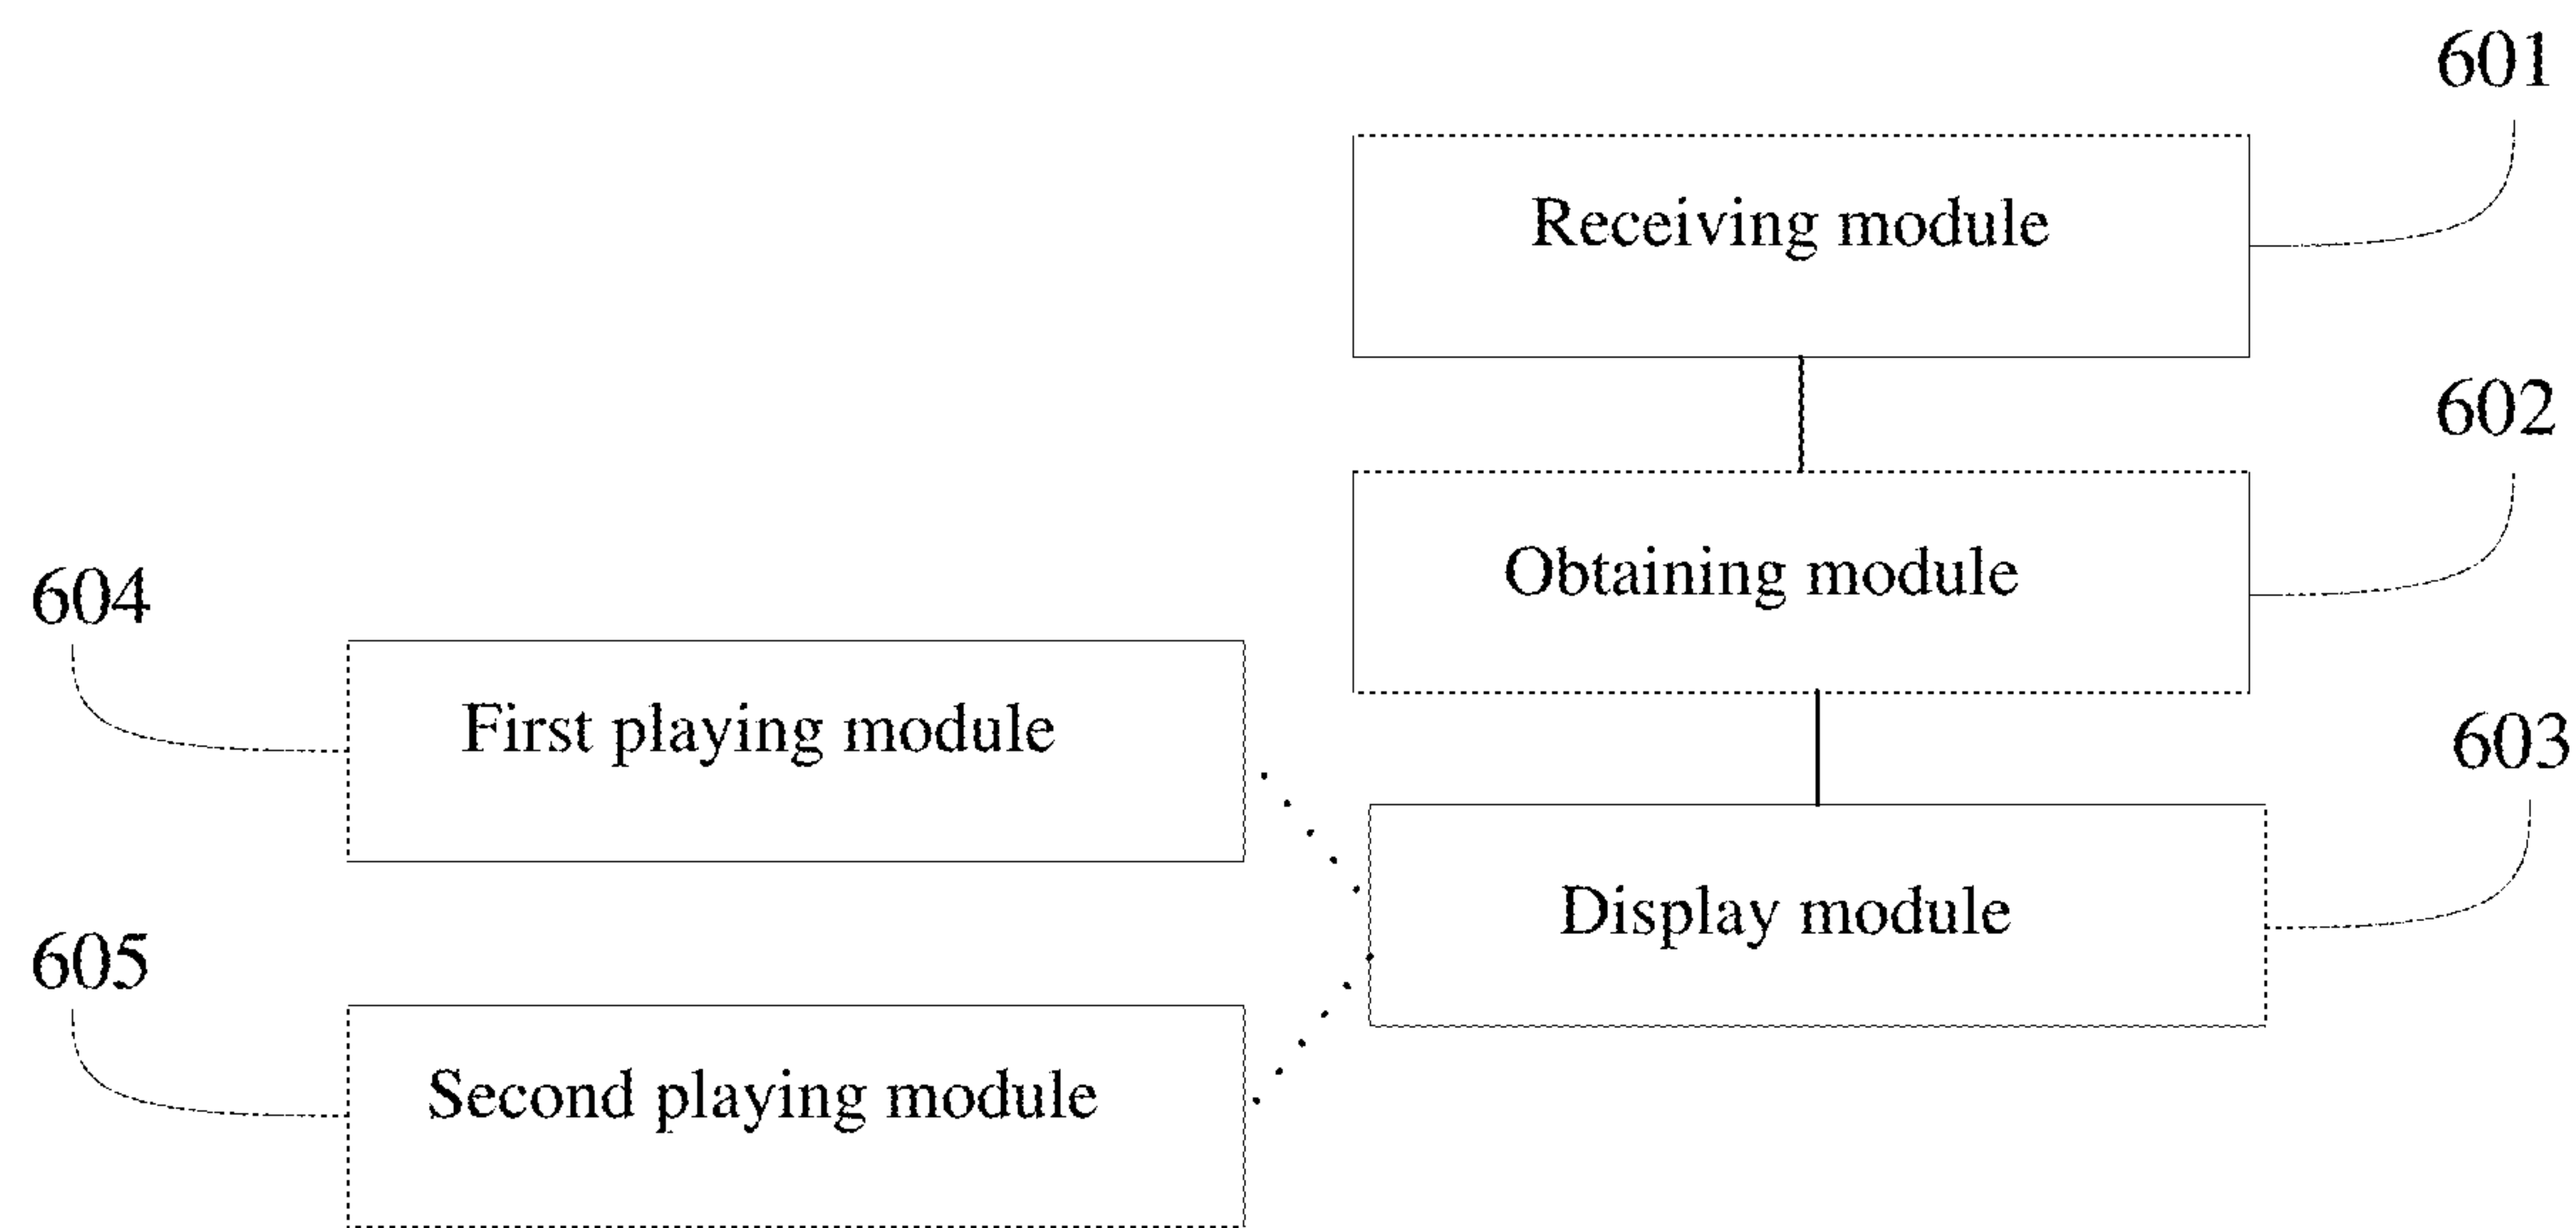 601
Receiving module
602
Obtaining module
604
First playing module
603
Display module
605
Second playing module